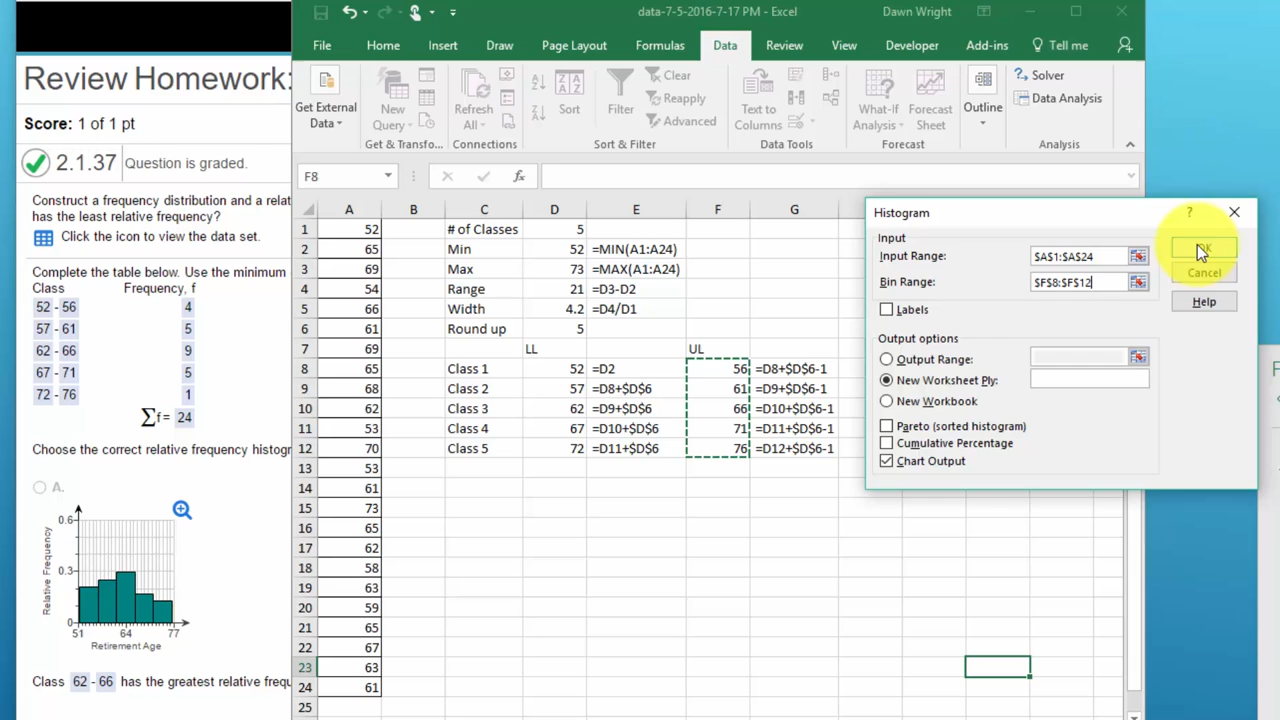 Review Homework:
Score: 1 of 1 pt
2.1.37 Question is graded.
Construct a frequency distribution and a relat
has the least relative frequency?
Click the icon to view the data set.
Complete the table below. Use the minimum
Class Frequency, f
52 - 56 4
57 - 61 5
62 - 66 9
67 - 71 5
72 - 76 1
∑f = 24
Choose the correct relative frequency histogr
A.
Relative Frequency
0.6
0.3
0
51 64 77
Retirement Age
Class 62 - 66 has the greatest relative frequ
data-7-5-2016-7-17 PM - Excel Dawn Wright
File Home Insert Draw Page Layout Formulas Data Review View Developer Add-ins Tell me
Get External
Data
New
Query
Get & Transfo...
Refresh
All
Connections
Sort
Filter
Clear
Reapply
Advanced
Sort & Filter
Text to
Columns
Data Tools
What-If
Analysis
Forecast
Sheet
Forecast
Outline
Solver
Data Analysis
Analysis
F8 fx
A B C D E F G
1 52 # of Classes 5
2 65 Min 52 =MIN(A1:A24)
3 69 Max 73 =MAX(A1:A24)
4 54 Range 21 =D3-D2
5 66 Width 4.2 =D4/D1
6 61 Round up 5
7 69 LL UL
8 65 Class 1 52 =D2 56 =D8+$D$6-1
9 68 Class 2 57 =D8+$D$6 61 =D9+$D$6-1
10 62 Class 3 62 =D9+$D$6 66 =D10+$D$6-1
11 53 Class 4 67 =D10+$D$6 71 =D11+$D$6-1
12 70 Class 5 72 =D11+$D$6 76 =D12+$D$6-1
13 53
14 61
15 73
16 65
17 62
18 58
19 63
20 59
21 65
22 67
23 63
24 61
25
Histogram ?
Input
Input Range: $A$1:$A$24
Bin Range: $F$8:$F$12
Labels
Output options
Output Range:
New Worksheet Ply:
New Workbook
Pareto (sorted histogram)
Cumulative Percentage
Chart Output
OK
Cancel
Help